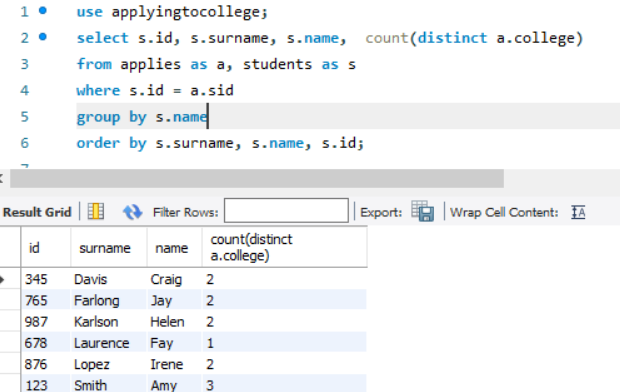 1 use applyingtocollege;
2 select s.id, s.surname, s.name, count(distinct a.college)
3 from applies as a, students as s
4 where s.id = a.sid
5 group by s.name
6 order by s.surname, s.name, s.id;
7
Result Grid Filter Rows: Export: Wrap Cell Content: IA
id surname name count(distinct
a.college)
345 Davis Craig 2
765 Farlong Jay 2
987 Karlson Helen 2
678 Laurence Fay 1
876 Lopez Irene 2
123 Smith Amy 3